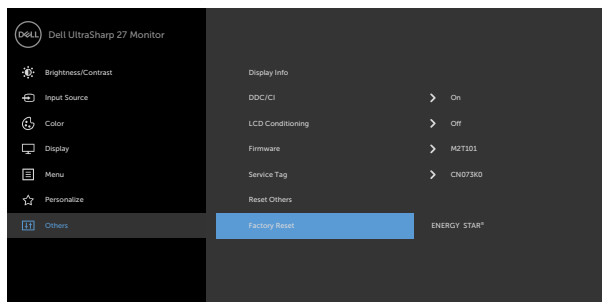 DELL Dell UltraSharp 27 Monitor
Brightness/Contrast Display Info
Input Source DDC/CI On
Color LCD Conditioning Off
Display Firmware M2T101
Menu Service Tag CN073K0
Personalize Reset Others
Others Factory Reset ENERGY STAR®